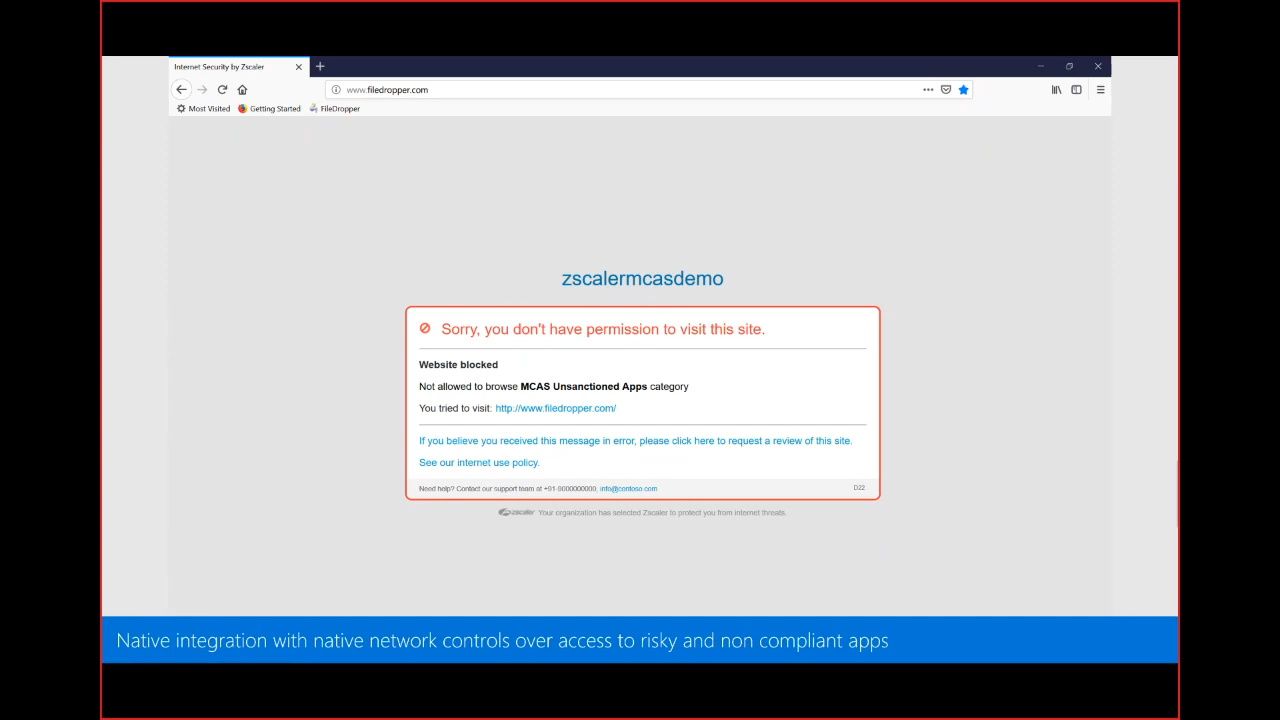 Internet Security by Zscaler
www.filedropper.com
Most Visited Getting Started FileDropper
zscalermcasdemo
Sorry, you don't have permission to visit this site.
Website blocked
Not allowed to browse MCAS Unsanctioned Apps category
You tried to visit: http://www.filedropper.com/
If you believe you received this message in error, please click here to request a review of this site.
See our internet use policy.
Need help? Contact our support team at +91-9000000000, info@contoso.com D22
zscaler Your organization has selected Zscaler to protect you from internet threats.
Native integration with native network controls over access to risky and non compliant apps